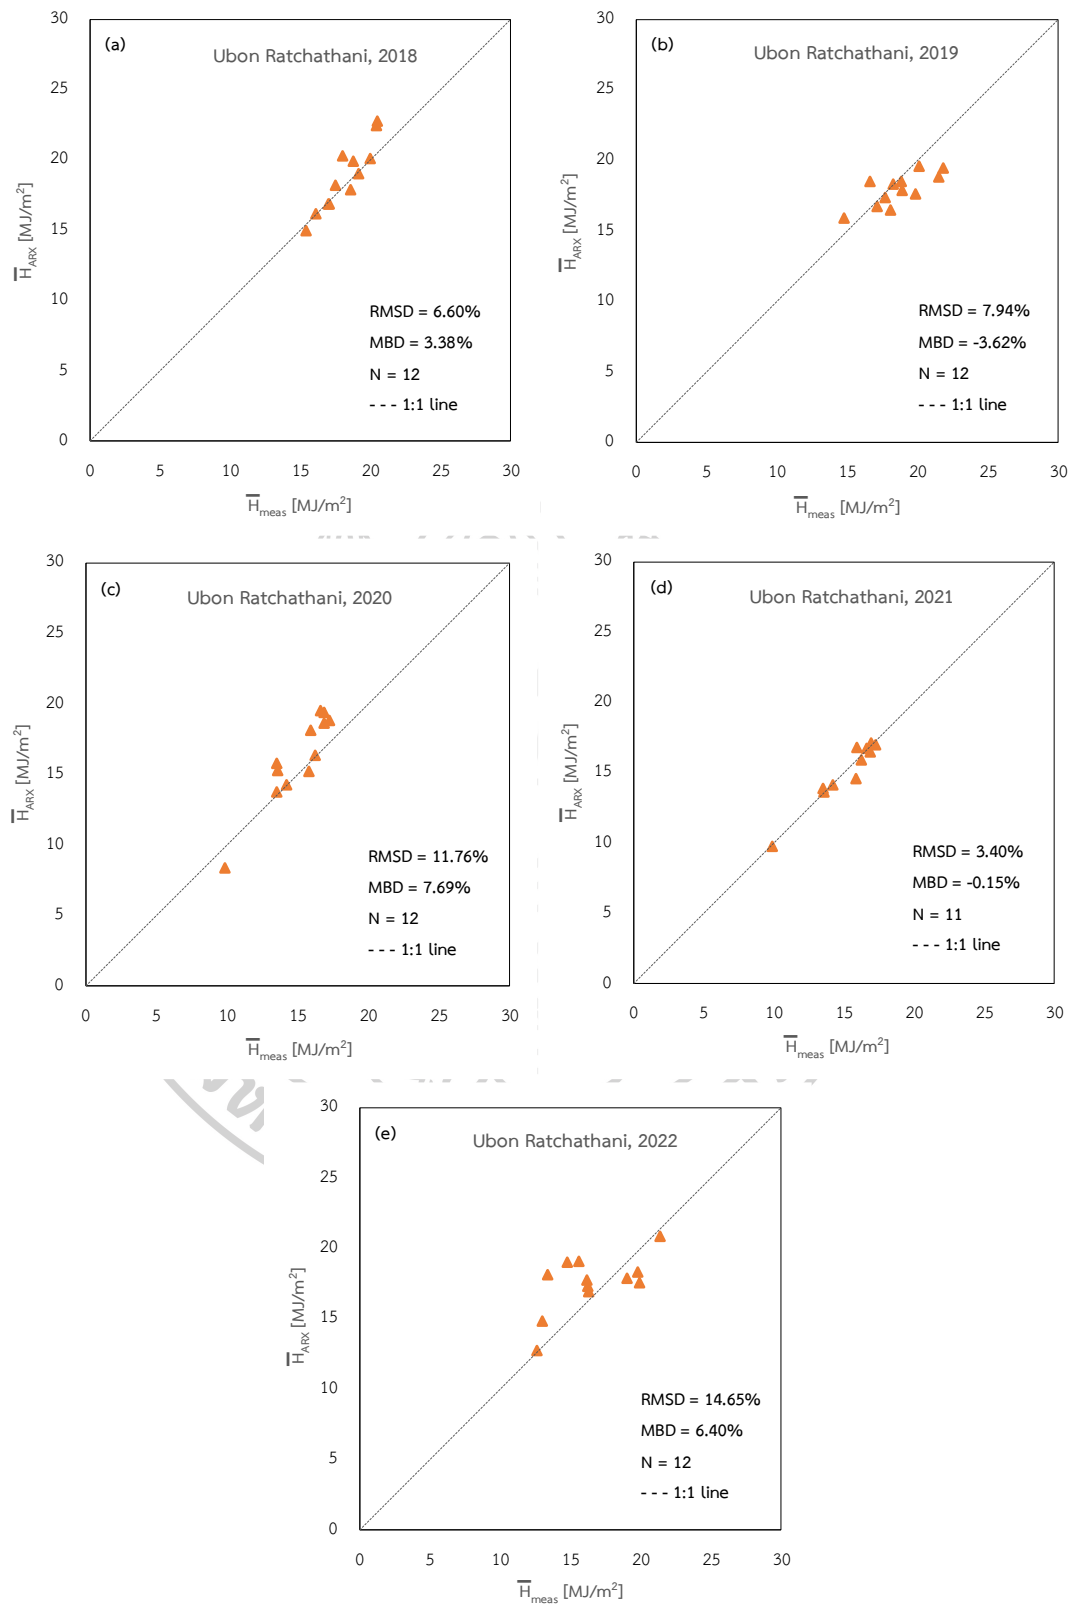 (a)
Ubon Ratchathani, 2018
30
25
20
15
10
5
0
H̅ARX [MJ/m²]
RMSD = 6.60%
MBD = 3.38%
N = 12
- - - 1:1 line
0 5 10 15 20 25 30
H̅meas [MJ/m²]
(b)
Ubon Ratchathani, 2019
30
25
20
15
10
5
0
H̅ARX [MJ/m²]
RMSD = 7.94%
MBD = -3.62%
N = 12
- - - 1:1 line
0 5 10 15 20 25 30
H̅meas [MJ/m²]
(c)
Ubon Ratchathani, 2020
30
25
20
15
10
5
0
H̅ARX [MJ/m²]
RMSD = 11.76%
MBD = 7.69%
N = 12
- - - 1:1 line
0 5 10 15 20 25 30
H̅meas [MJ/m²]
(d)
Ubon Ratchathani, 2021
30
25
20
15
10
5
0
H̅ARX [MJ/m²]
RMSD = 3.40%
MBD = -0.15%
N = 11
- - - 1:1 line
0 5 10 15 20 25 30
H̅meas [MJ/m²]
(e)
Ubon Ratchathani, 2022
30
25
20
15
10
5
0
H̅ARX [MJ/m²]
RMSD = 14.65%
MBD = 6.40%
N = 12
- - - 1:1 line
0 5 10 15 20 25 30
H̅meas [MJ/m²]